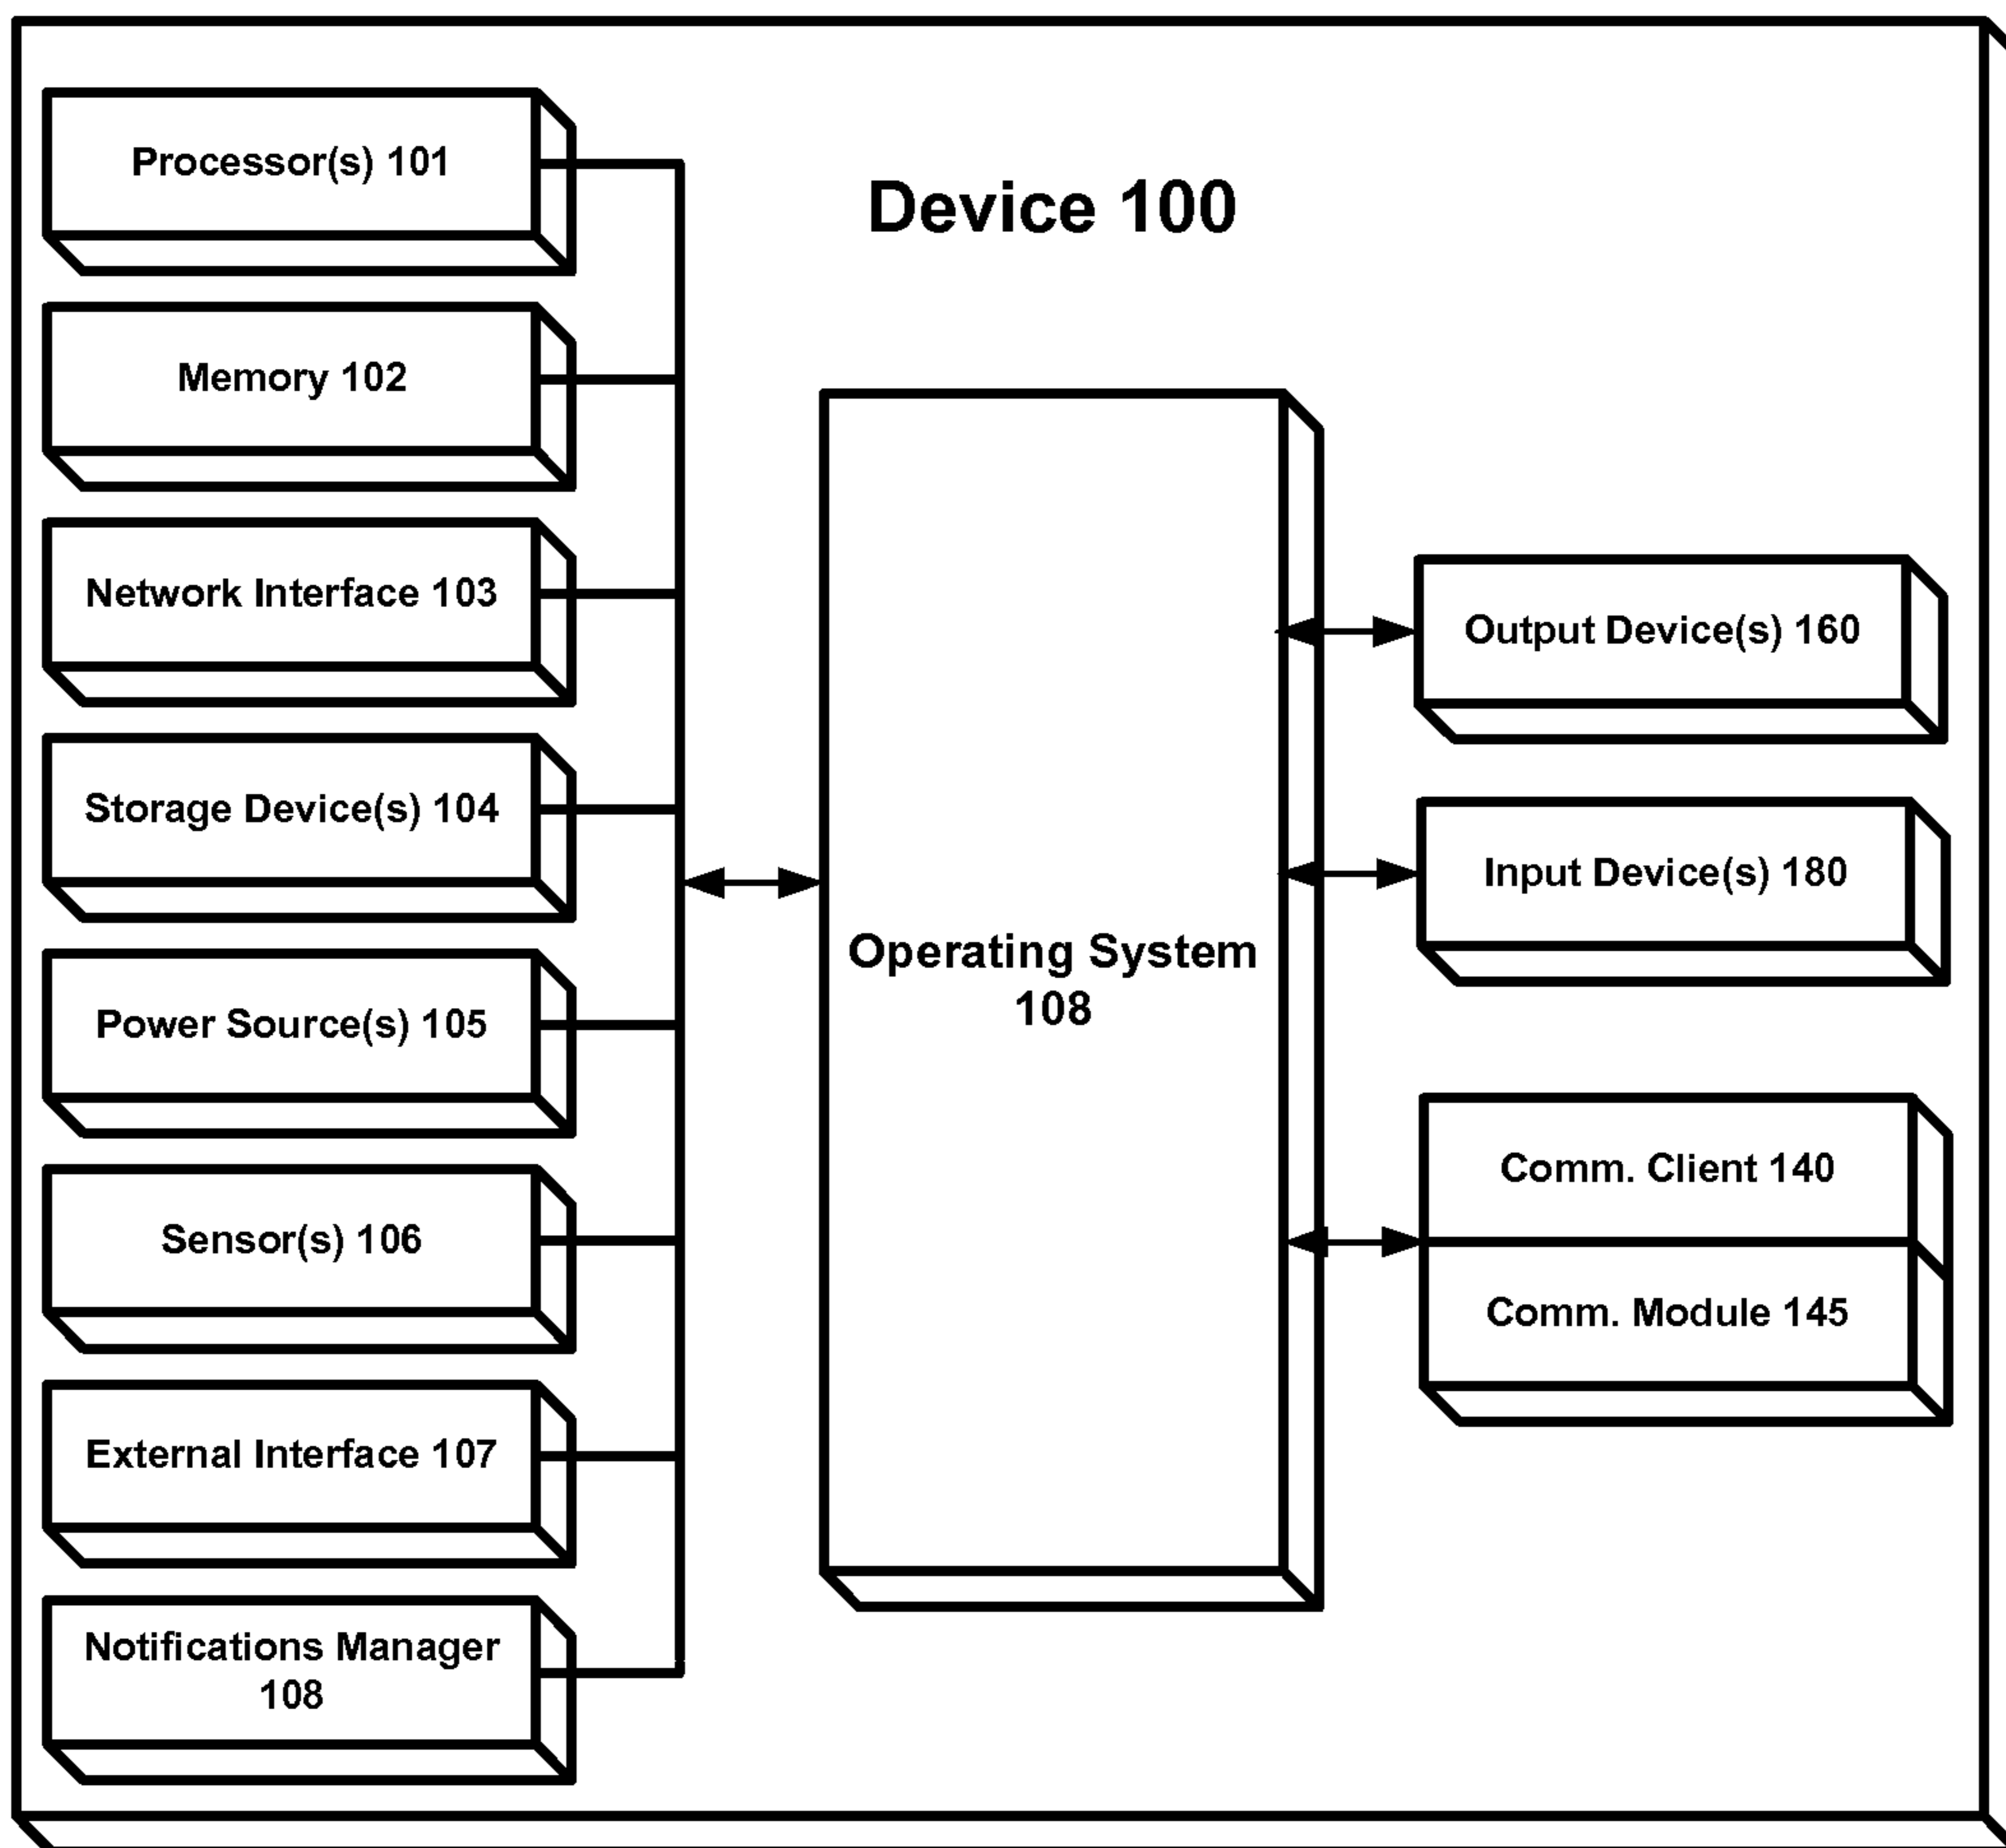 Device 100
Processor(s) 101
Memory 102
Network Interface 103
Storage Device(s) 104
Power Source(s) 105
Sensor(s) 106
External Interface 107
Notifications Manager
108
Operating System
108
Output Device(s) 160
Input Device(s) 180
Comm. Client 140
Comm. Module 145